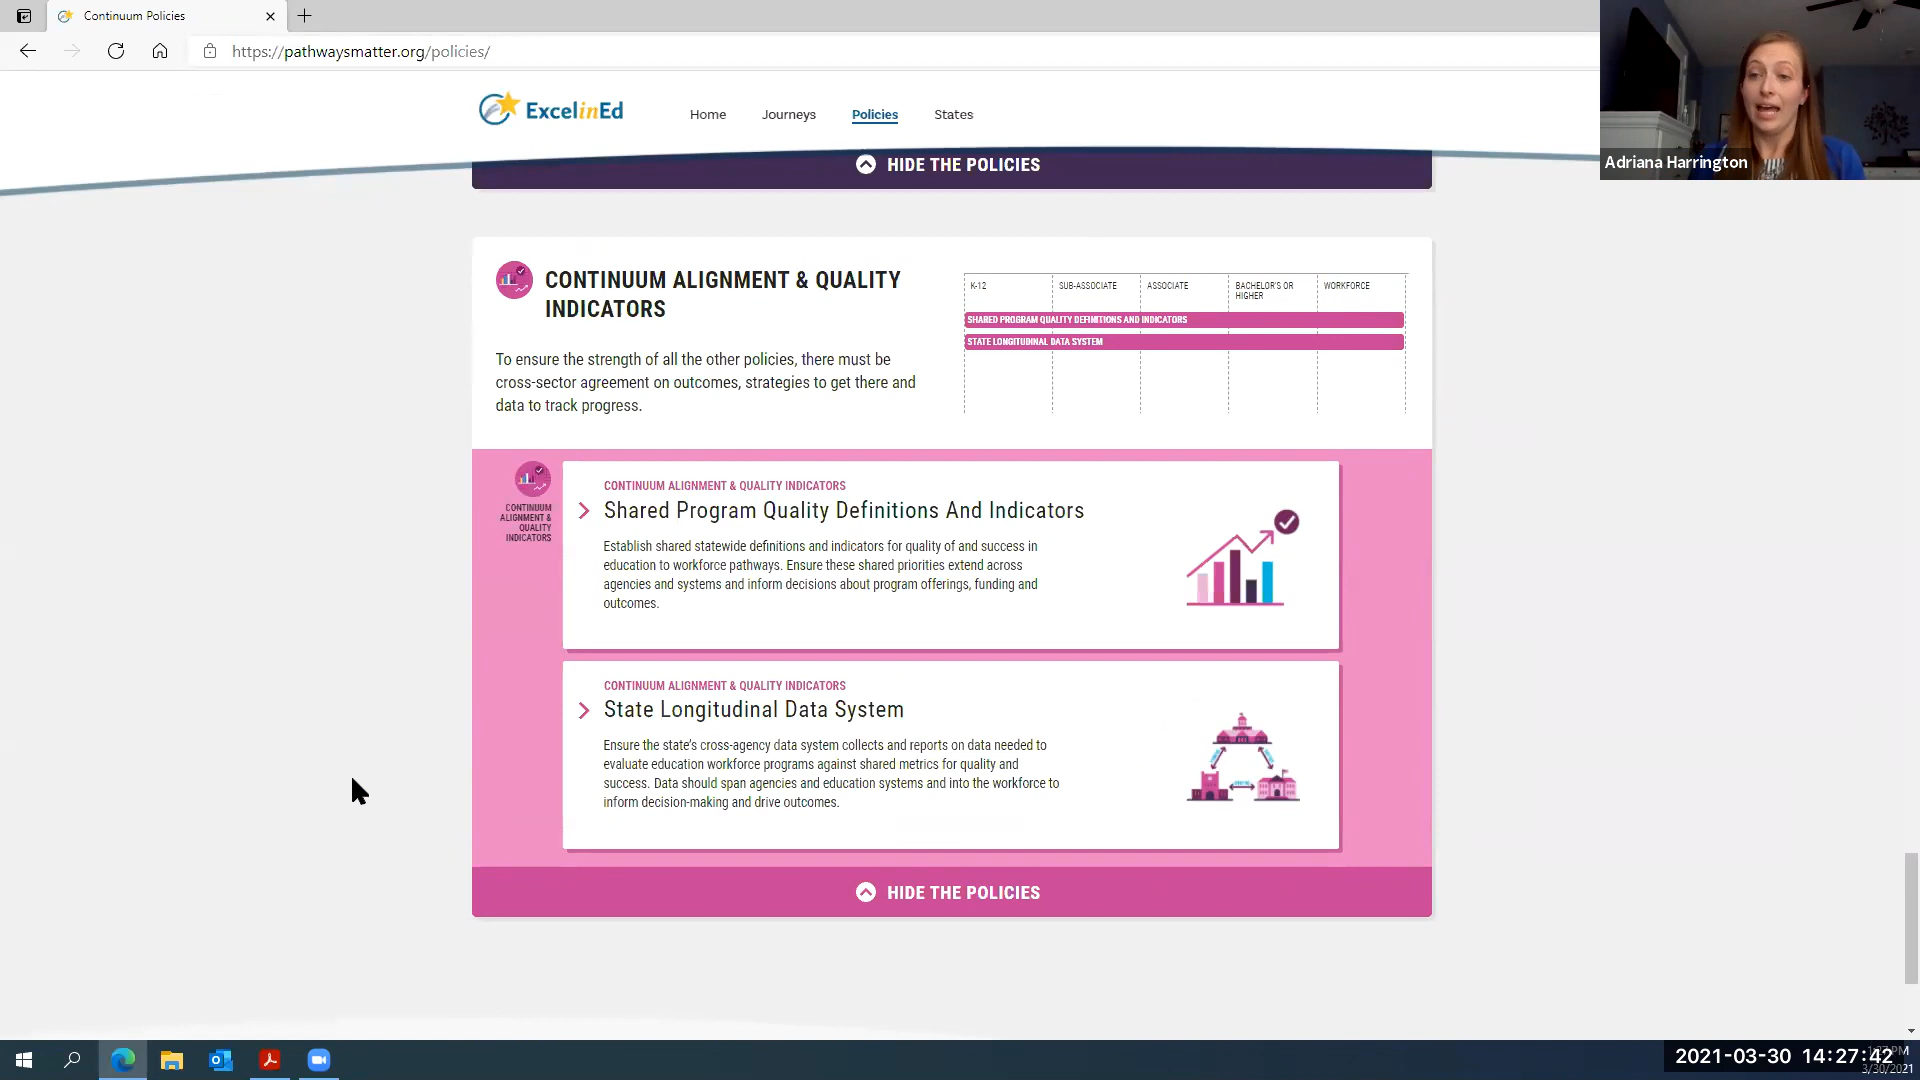 Continuum Policies
https://pathwaysmatter.org/policies/
Adriana Harrington
ExcelinEd
Home
Journeys
Policies
States
HIDE THE POLICIES
CONTINUUM ALIGNMENT & QUALITY
INDICATORS
To ensure the strength of all the other policies, there must be
cross-sector agreement on outcomes, strategies to get there and
data to track progress.
K-12
SUB-ASSOCIATE
ASSOCIATE
BACHELOR'S OR
HIGHER
WORKFORCE
SHARED PROGRAM QUALITY DEFINITIONS AND INDICATORS
STATE LONGITUDINAL DATA SYSTEM
CONTINUUM
ALIGNMENT &
QUALITY
INDICATORS
CONTINUUM ALIGNMENT & QUALITY INDICATORS
Shared Program Quality Definitions And Indicators
Establish shared statewide definitions and indicators for quality of and success in
education to workforce pathways. Ensure these shared priorities extend across
agencies and systems and inform decisions about program offerings, funding and
outcomes.
CONTINUUM ALIGNMENT & QUALITY INDICATORS
State Longitudinal Data System
Ensure the state's cross-agency data system collects and reports on data needed to
evaluate education workforce programs against shared metrics for quality and
success. Data should span agencies and education systems and into the workforce to
inform decision-making and drive outcomes.
HIDE THE POLICIES
2021-03-30 14:27:42
3/30/2021